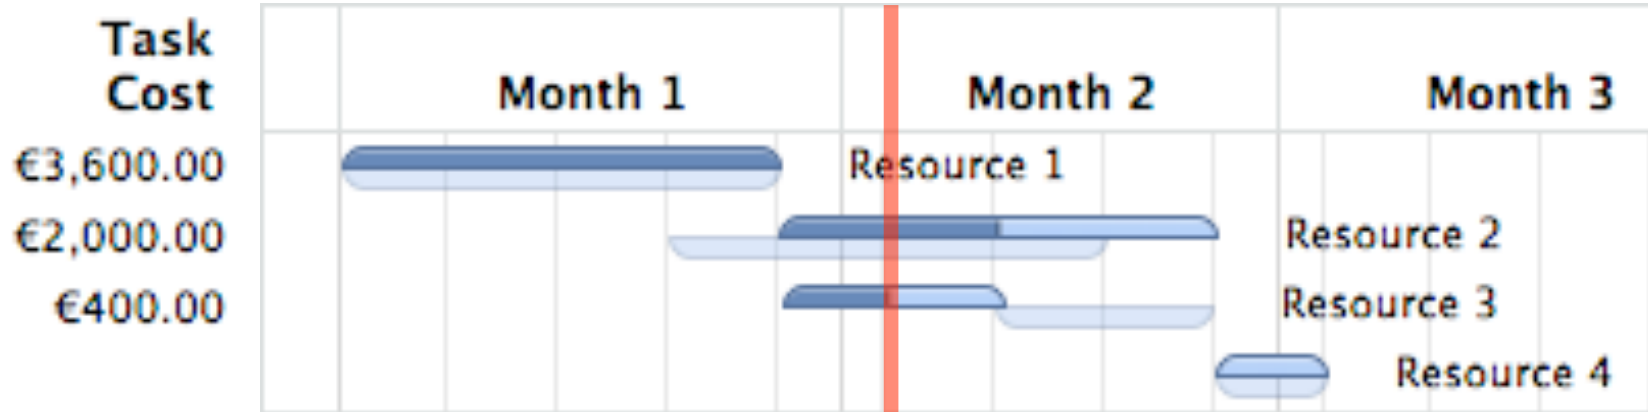 Task
Cost
Month 1
Month 2
Month 3
€3,600.00
Resource 1
€2,000.00
Resource 2
€400.00
Resource 3
Resource 4